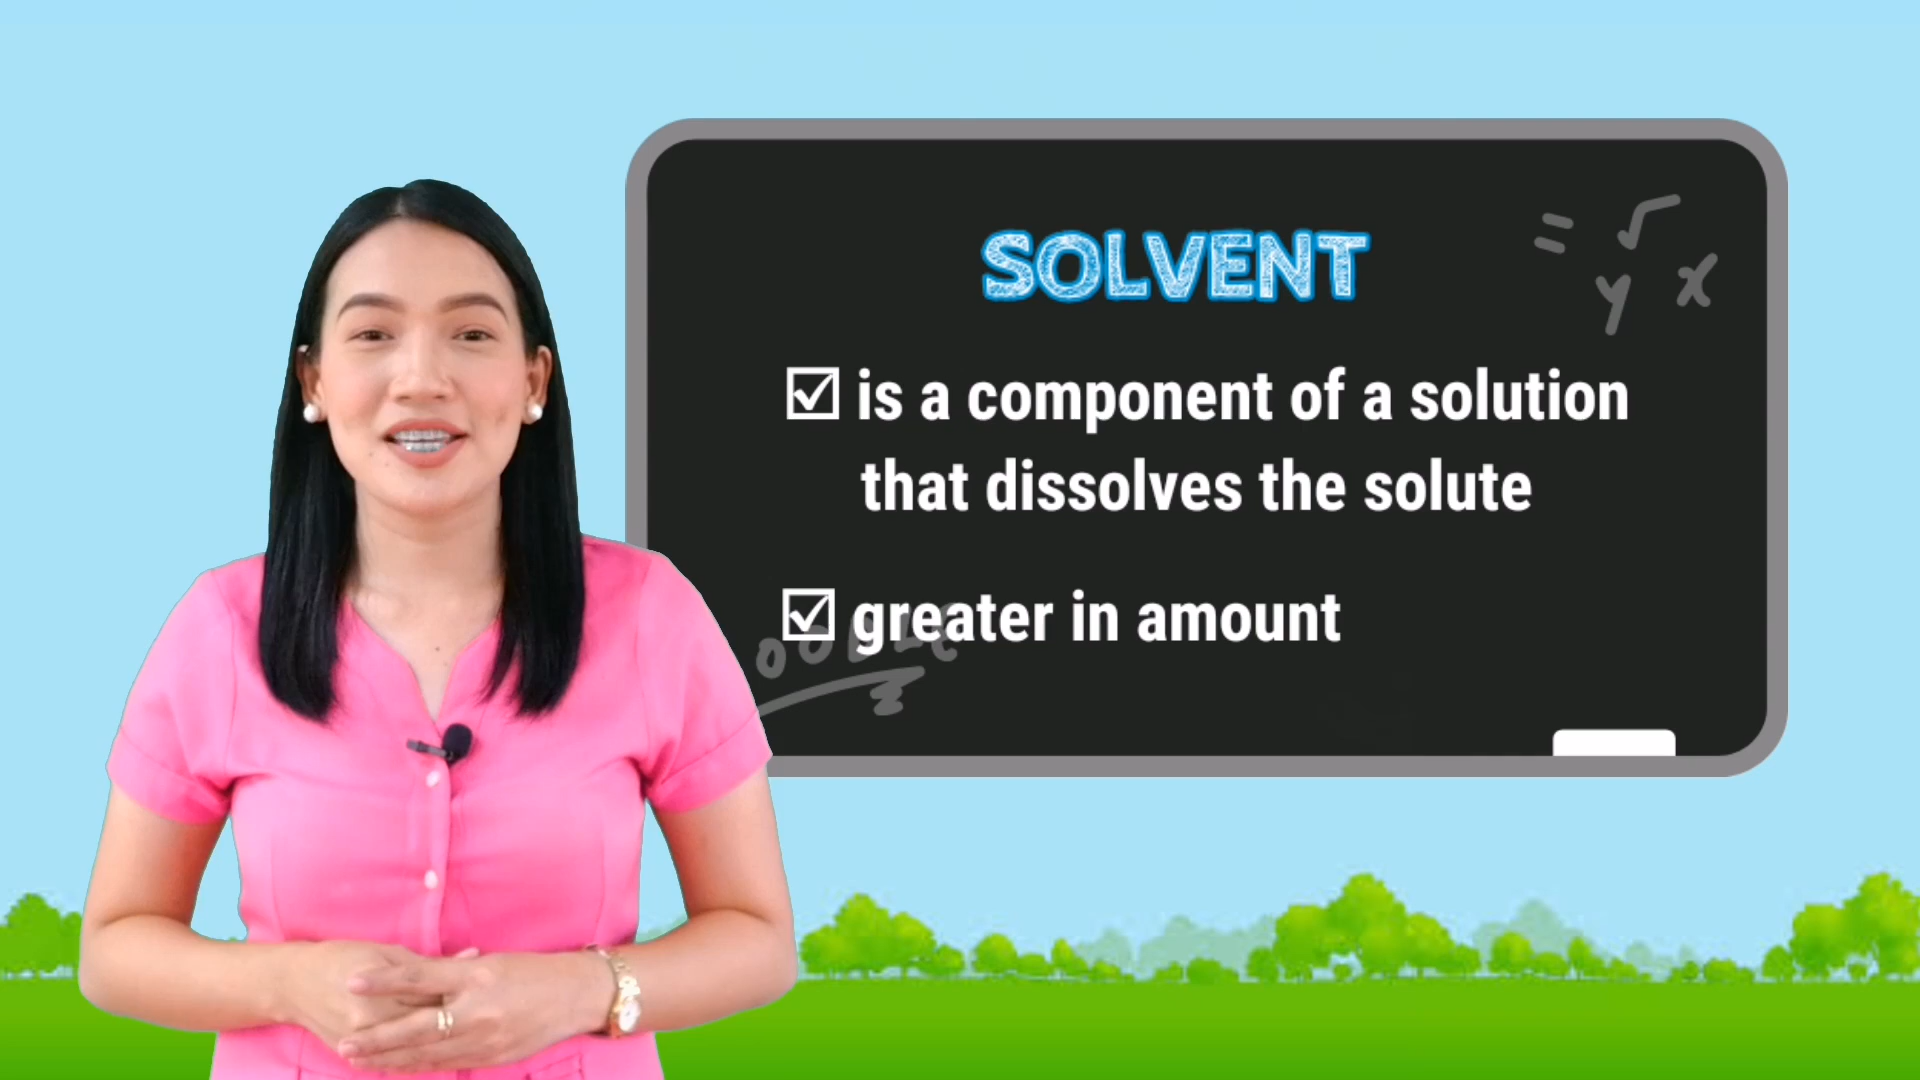 SOLVENT
= √
y x
☑ is a component of a solution
that dissolves the solute
☑ greater in amount